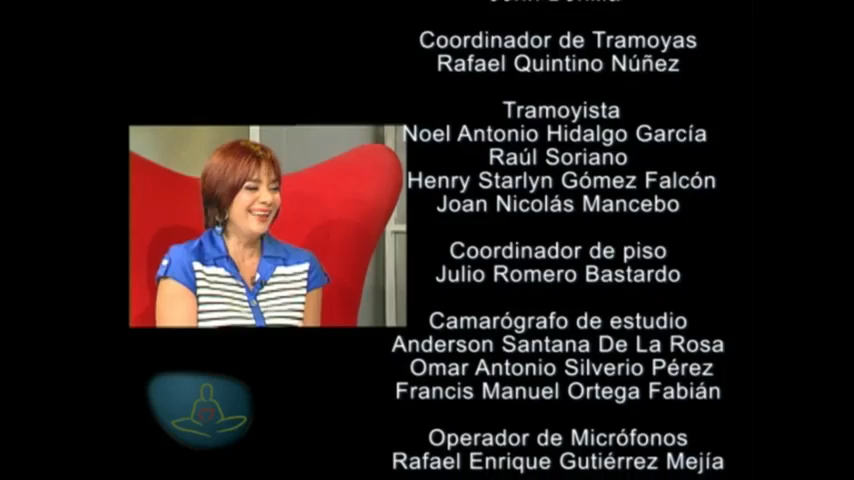 Coordinador de Tramoyas
Rafael Quintino Núñez
Tramoyista
Noel Antonio Hidalgo García
Raúl Soriano
Henry Starlyn Gómez Falcón
Joan Nicolás Mancebo
Coordinador de piso
Julio Romero Bastardo
Camarógrafo de estudio
Anderson Santana De La Rosa
Omar Antonio Silverio Pérez
Francis Manuel Ortega Fabián
Operador de Micrófonos
Rafael Enrique Gutiérrez Mejía